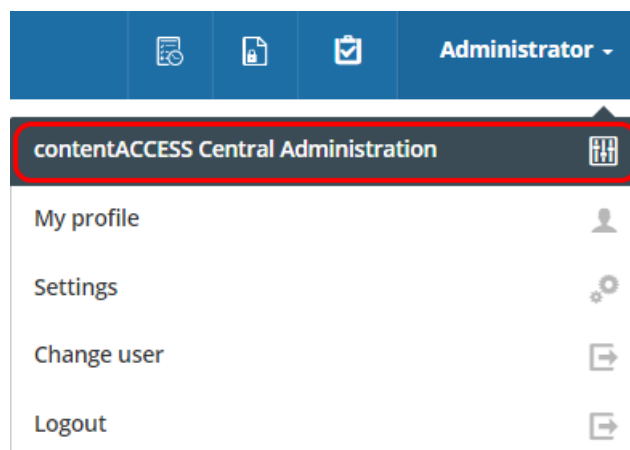 Administrator
contentACCESS Central Administration
My profile
Settings
Change user
Logout